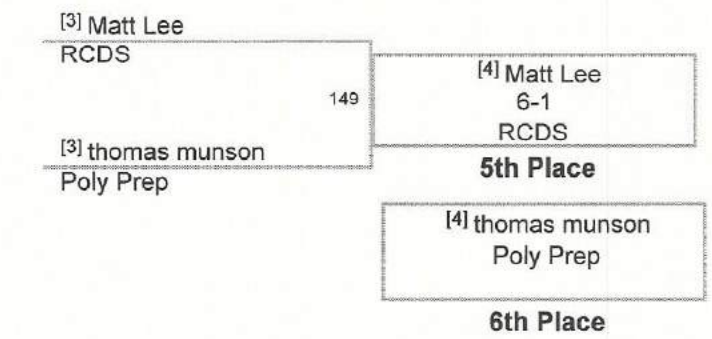 [3] Matt Lee
RCDS
149
[3] thomas munson
Poly Prep
[4] Matt Lee
6-1
RCDS
5th Place
[4] thomas munson
Poly Prep
6th Place